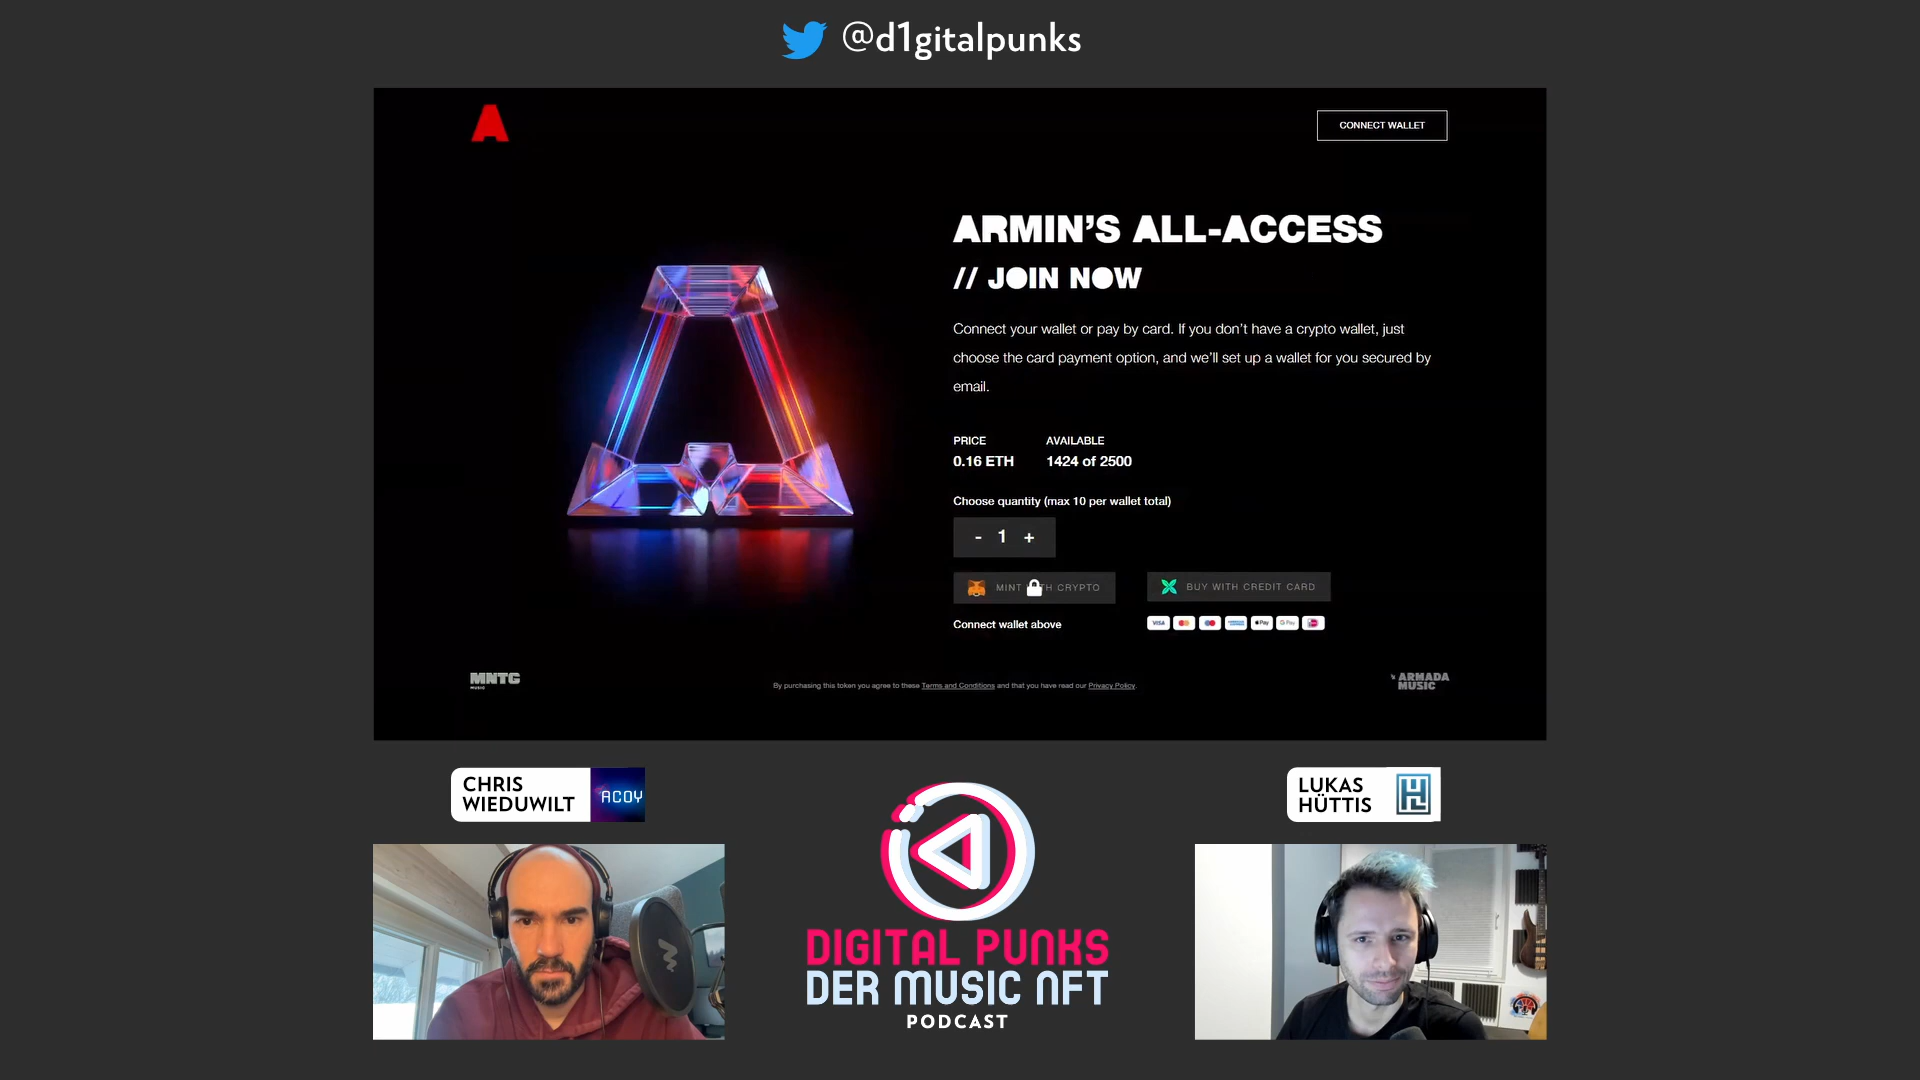 @d1gitalpunks
A
CONNECT WALLET
ARMIN'S ALL-ACCESS
// JOIN NOW
Connect your wallet or pay by card. If you don't have a crypto wallet, just
choose the card payment option, and we'll set up a wallet for you secured by
email.
PRICE AVAILABLE
0.16 ETH 1424 of 2500
Choose quantity (max 10 per wallet total)
- 1 +
MINT TH CRYPTO BUY WITH CREDIT CARD
Connect wallet above
VISA Pay G Pay
MNTC
MUSIC
By purchasing this token you agree to these Terms and Conditions and that you have read our Privacy Policy.
ARMADA
MUSIC
CHRIS
WIEDUWILT
ACOY
LUKAS
HÜTTIS
DIGITAL PUNKS
DER MUSIC NFT
PODCAST